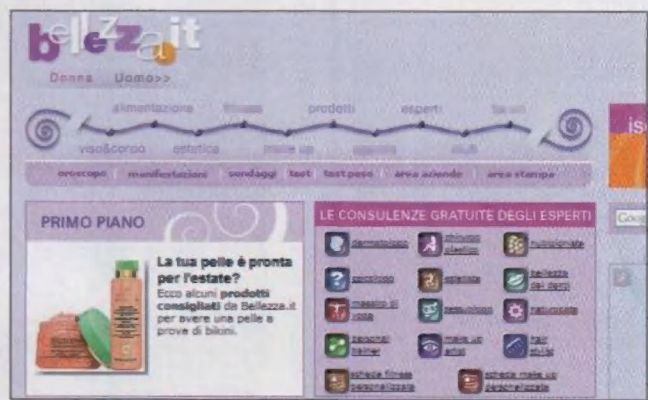 bellezza.it
Donna Uomo>>
alimentazione fitness prodotti esperti
viso&corpo estetica make up club
oroscopo manifestazioni sondaggi test test peso area aziende area stampa
PRIMO PIANO
La tua pelle è pronta
per l'estate?
Ecco alcuni prodotti
consigliati da Bellezza.it
per avere una pelle a
prova di bikini.
LE CONSULENZE GRATUITE DEGLI ESPERTI
dermatologo
chirurgo
plastico
nutrizionista
psicologo
estetista
bellezza
dei denti
maestro di
yoga
sessuologo
naturopata
personal
trainer
make up
artist
hair
stylist
scheda fitness
personalizzata
scheda make up
personalizzata